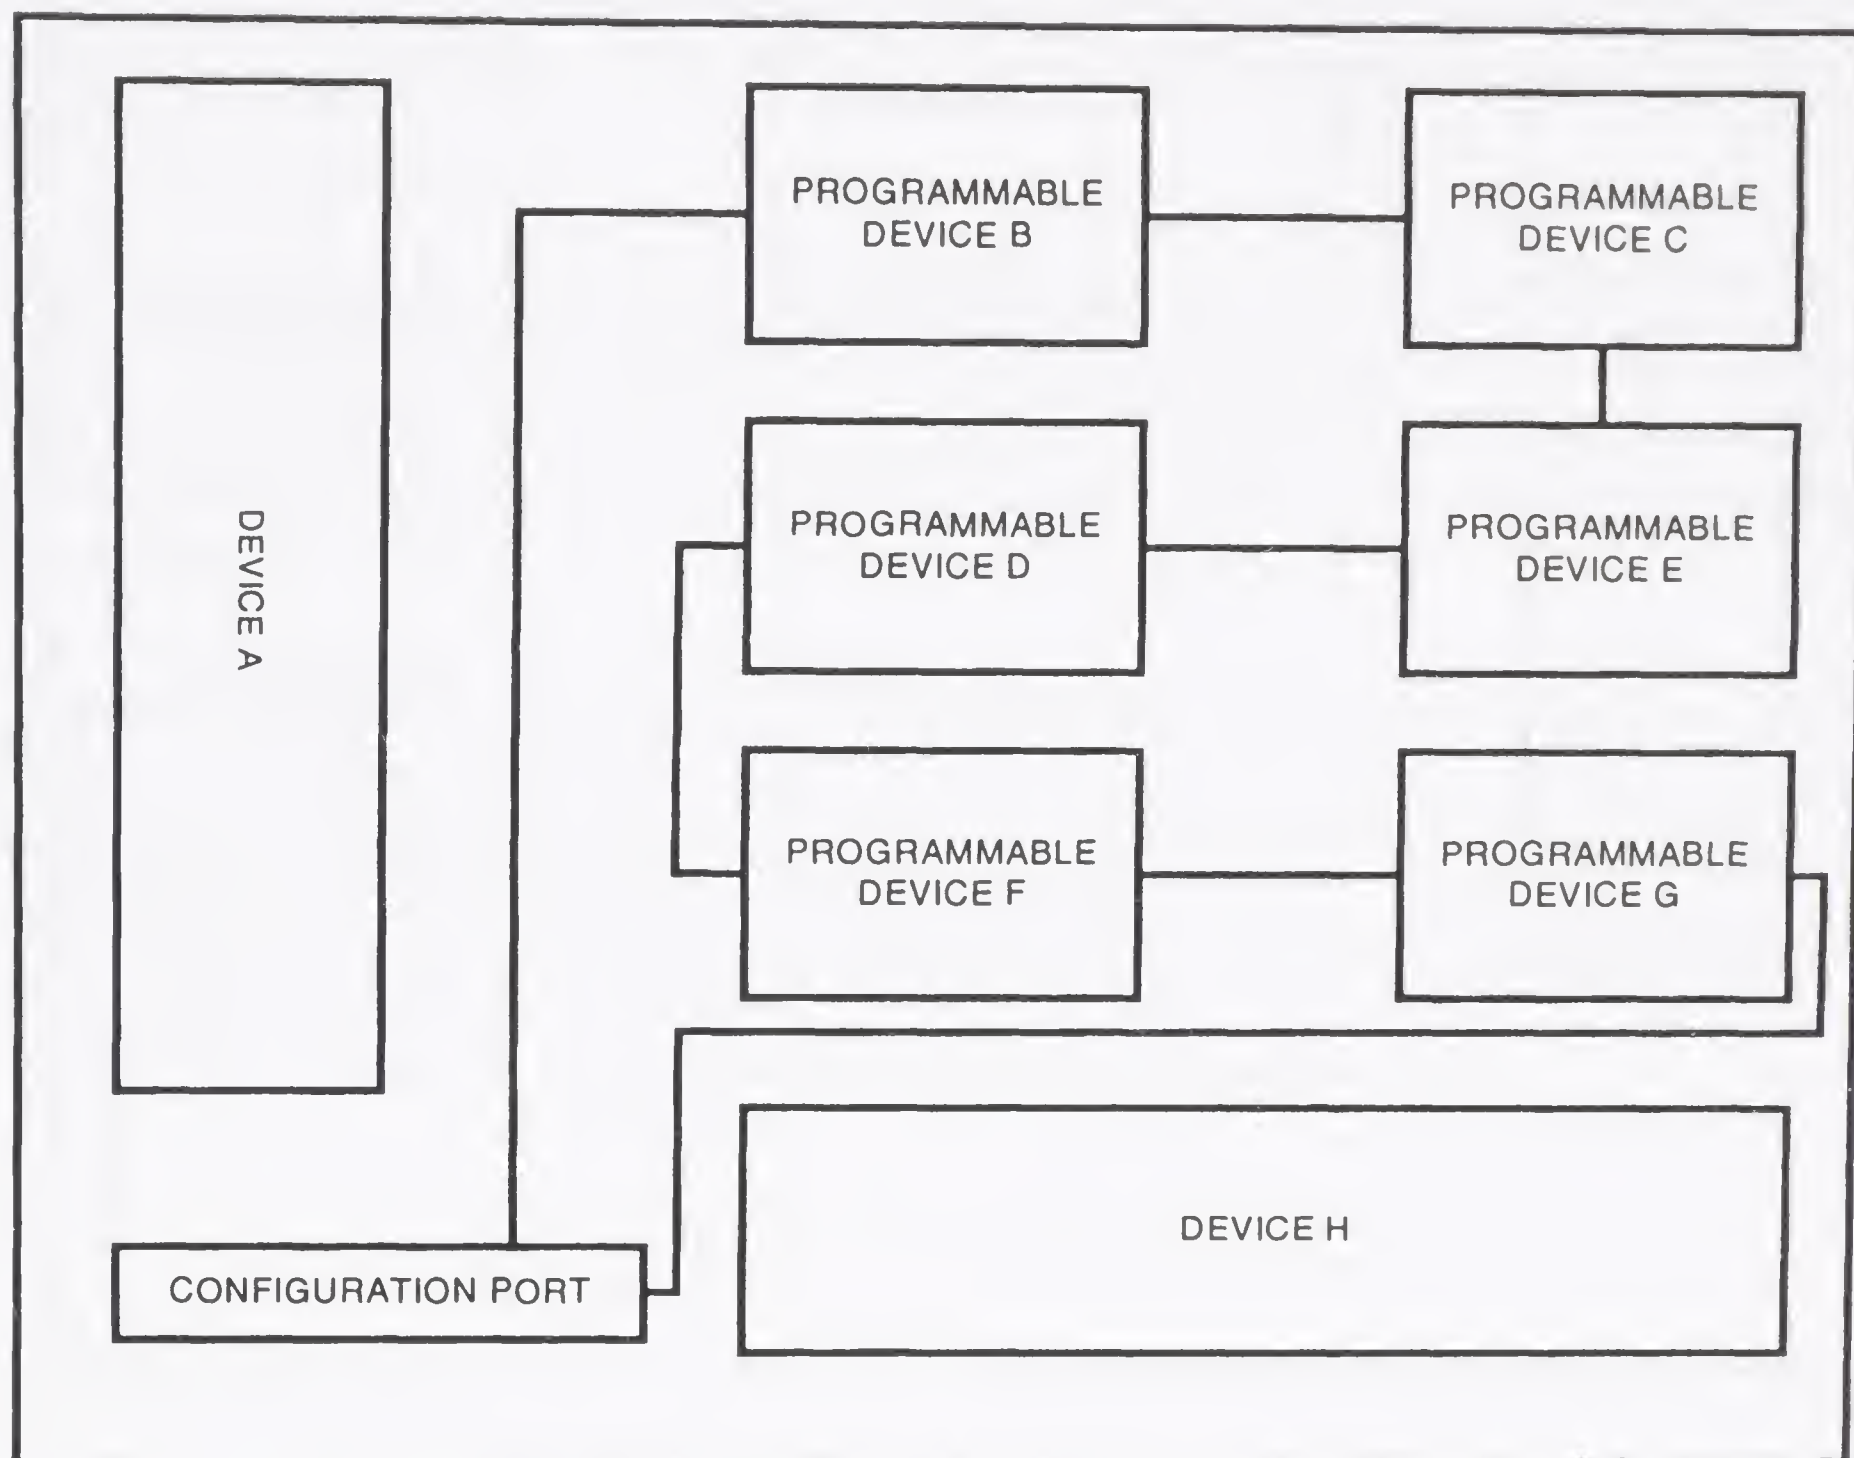 DEVICE A
PROGRAMMABLE
DEVICE B
PROGRAMMABLE
DEVICE C
PROGRAMMABLE
DEVICE D
PROGRAMMABLE
DEVICE E
PROGRAMMABLE
DEVICE F
PROGRAMMABLE
DEVICE G
DEVICE H
CONFIGURATION PORT